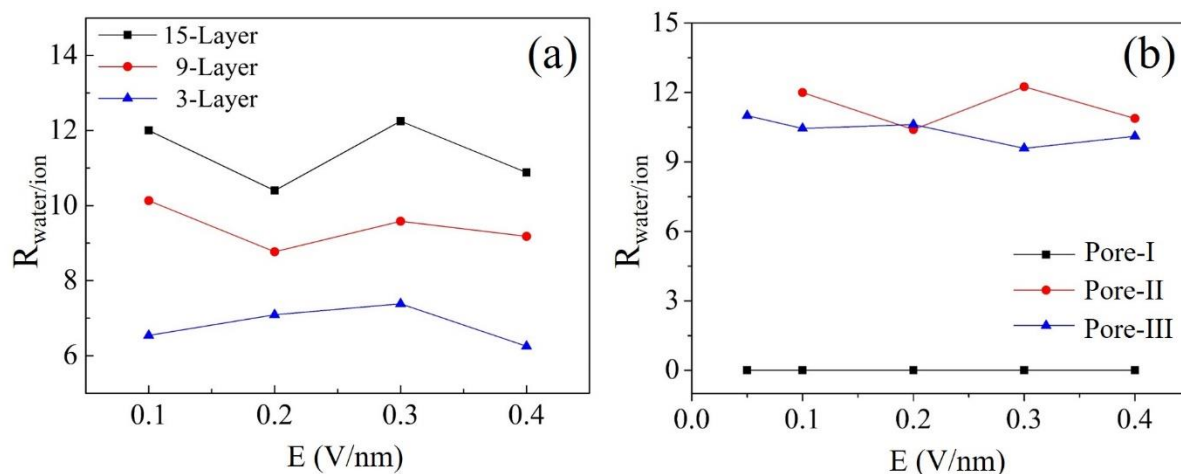 (a)
15-Layer
9-Layer
3-Layer
14
12
10
8
6
R water/ion
0.1 0.2 0.3 0.4
E (V/nm)
(b)
15
12
9
6
3
0
R water/ion
Pore-I
Pore-II
Pore-III
0.0 0.1 0.2 0.3 0.4
E (V/nm)